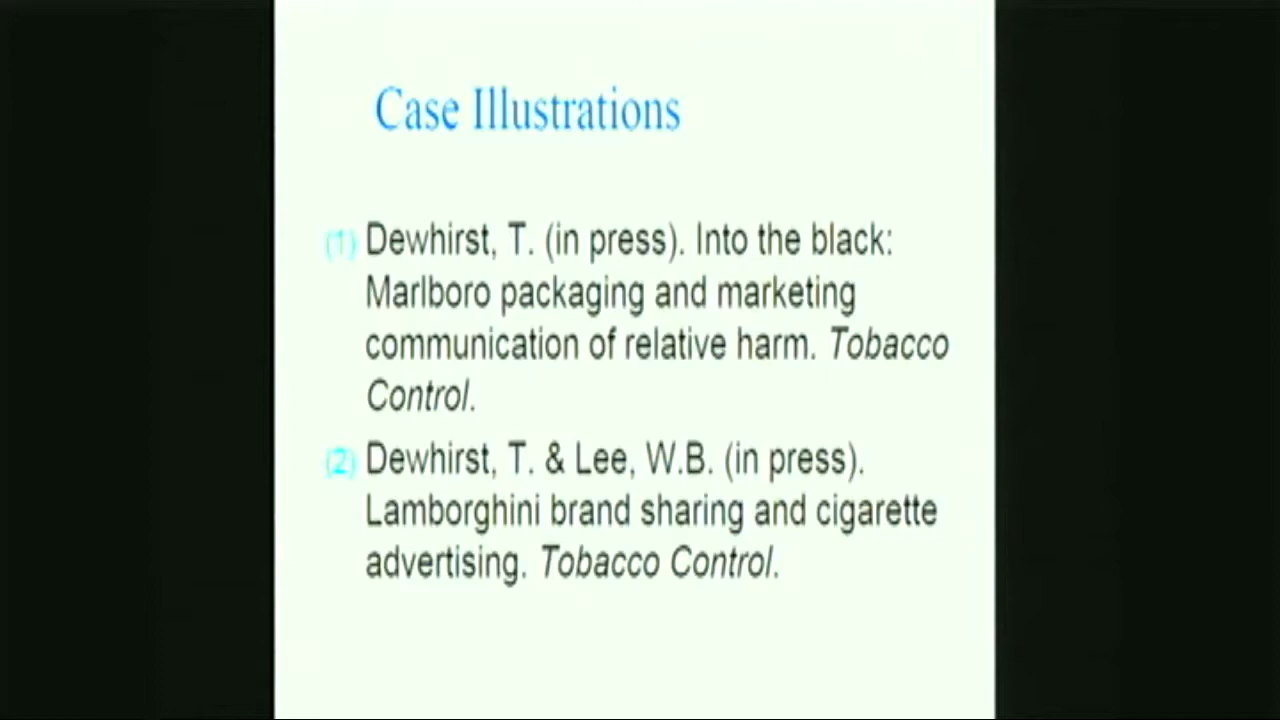 Case Illustrations
(1) Dewhirst, T. (in press). Into the black:
Marlboro packaging and marketing
communication of relative harm. Tobacco
Control.
(2) Dewhirst, T. & Lee, W.B. (in press).
Lamborghini brand sharing and cigarette
advertising. Tobacco Control.